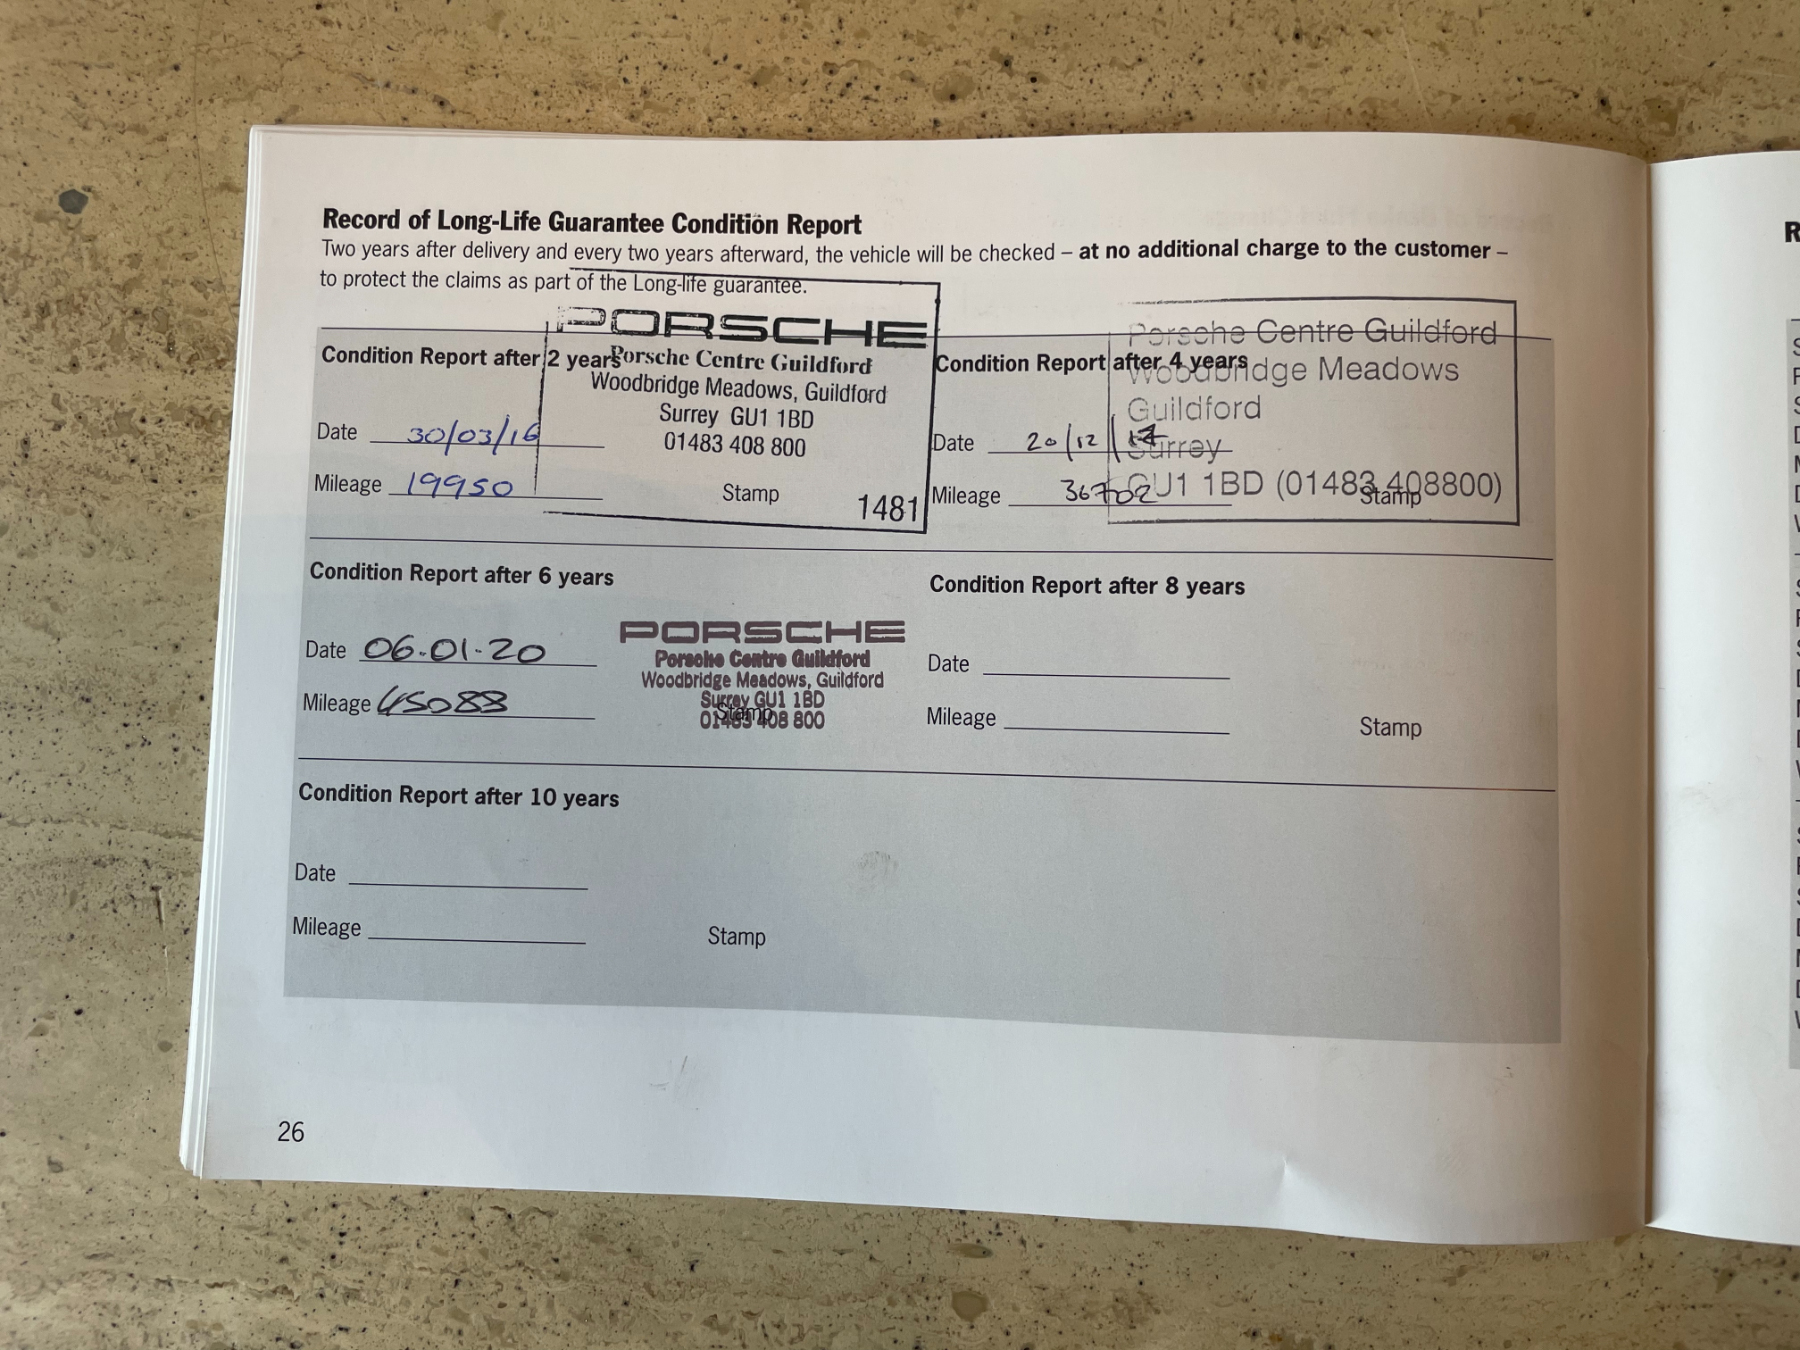 Record of Long-Life Guarantee Condition Report
Two years after delivery and every two years afterward, the vehicle will be checked – at no additional charge to the customer –
to protect the claims as part of the Long-life guarantee.
Condition Report after 2 years
PORSCHE
Porsche Centre Guildford
Woodbridge Meadows, Guildford
Surrey GU1 1BD
01483 408 800
Date 30/03/16
Mileage 19950
Stamp
1481
Condition Report after 4 years
Porsche Centre Guildford
Woodbridge Meadows
Guildford
Surrey
GU1 1BD (01483 408800)
Date 20/12/17
Mileage 36702
Stamp
Condition Report after 6 years
Date 06.01.20
Mileage 45088
PORSCHE
Porsche Centre Guildford
Woodbridge Meadows, Guildford
Surrey GU1 1BD
01483 408 800
Stamp
Condition Report after 8 years
Date
Mileage
Stamp
Condition Report after 10 years
Date
Mileage
Stamp
26
R